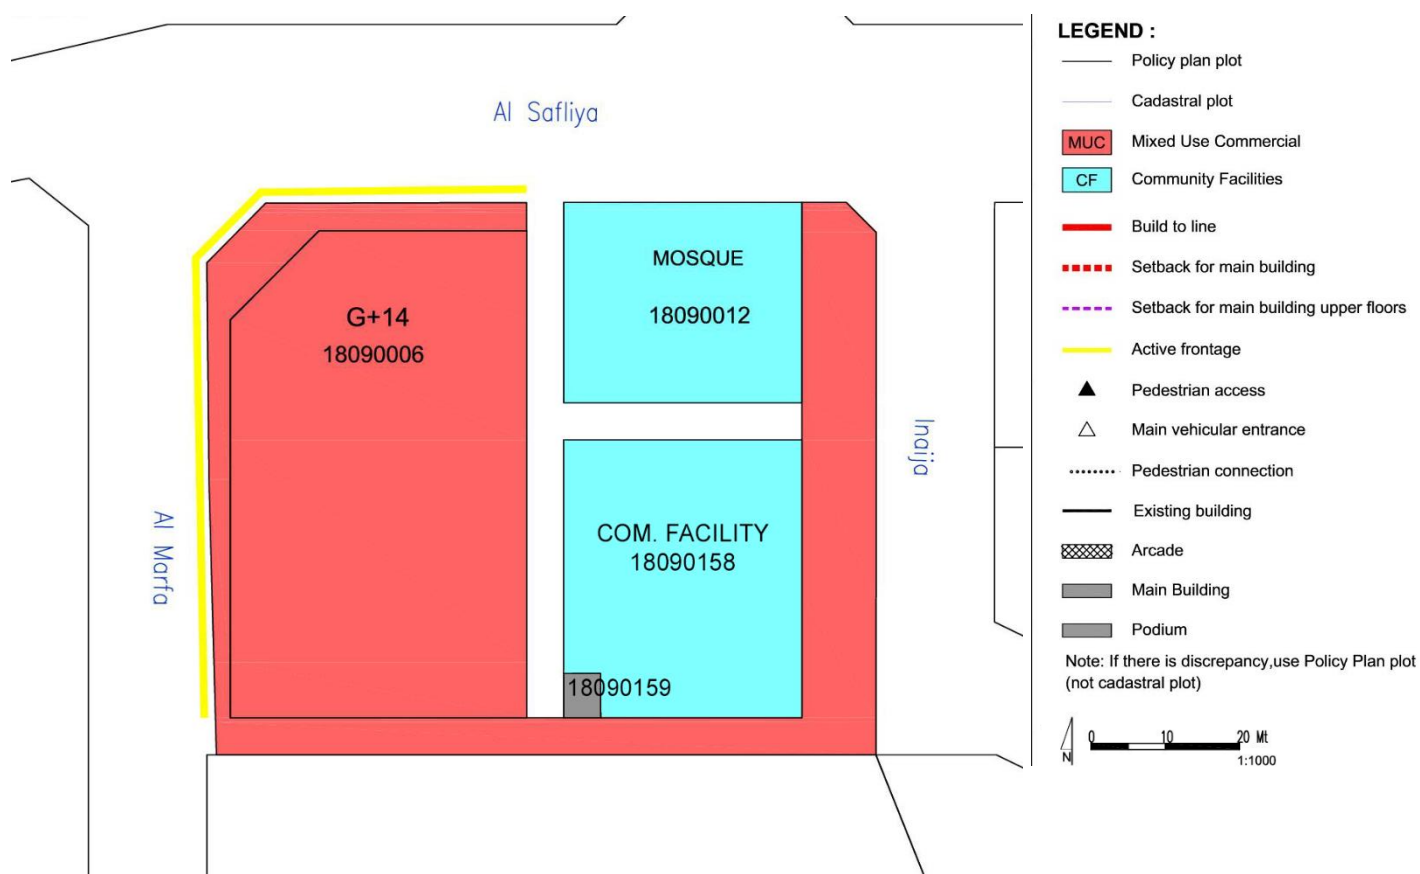 Al Safliya
MOSQUE
18090012
G+14
18090006
Inaija
COM. FACILITY
18090158
Al Marfa
18090159
LEGEND :
Policy plan plot
Cadastral plot
MUC Mixed Use Commercial
CF Community Facilities
Build to line
Setback for main building
Setback for main building upper floors
Active frontage
Pedestrian access
Main vehicular entrance
Pedestrian connection
Existing building
Arcade
Main Building
Podium
Note: If there is discrepancy,use Policy Plan plot
(not cadastral plot)
N
0 10 20 Mt
1:1000